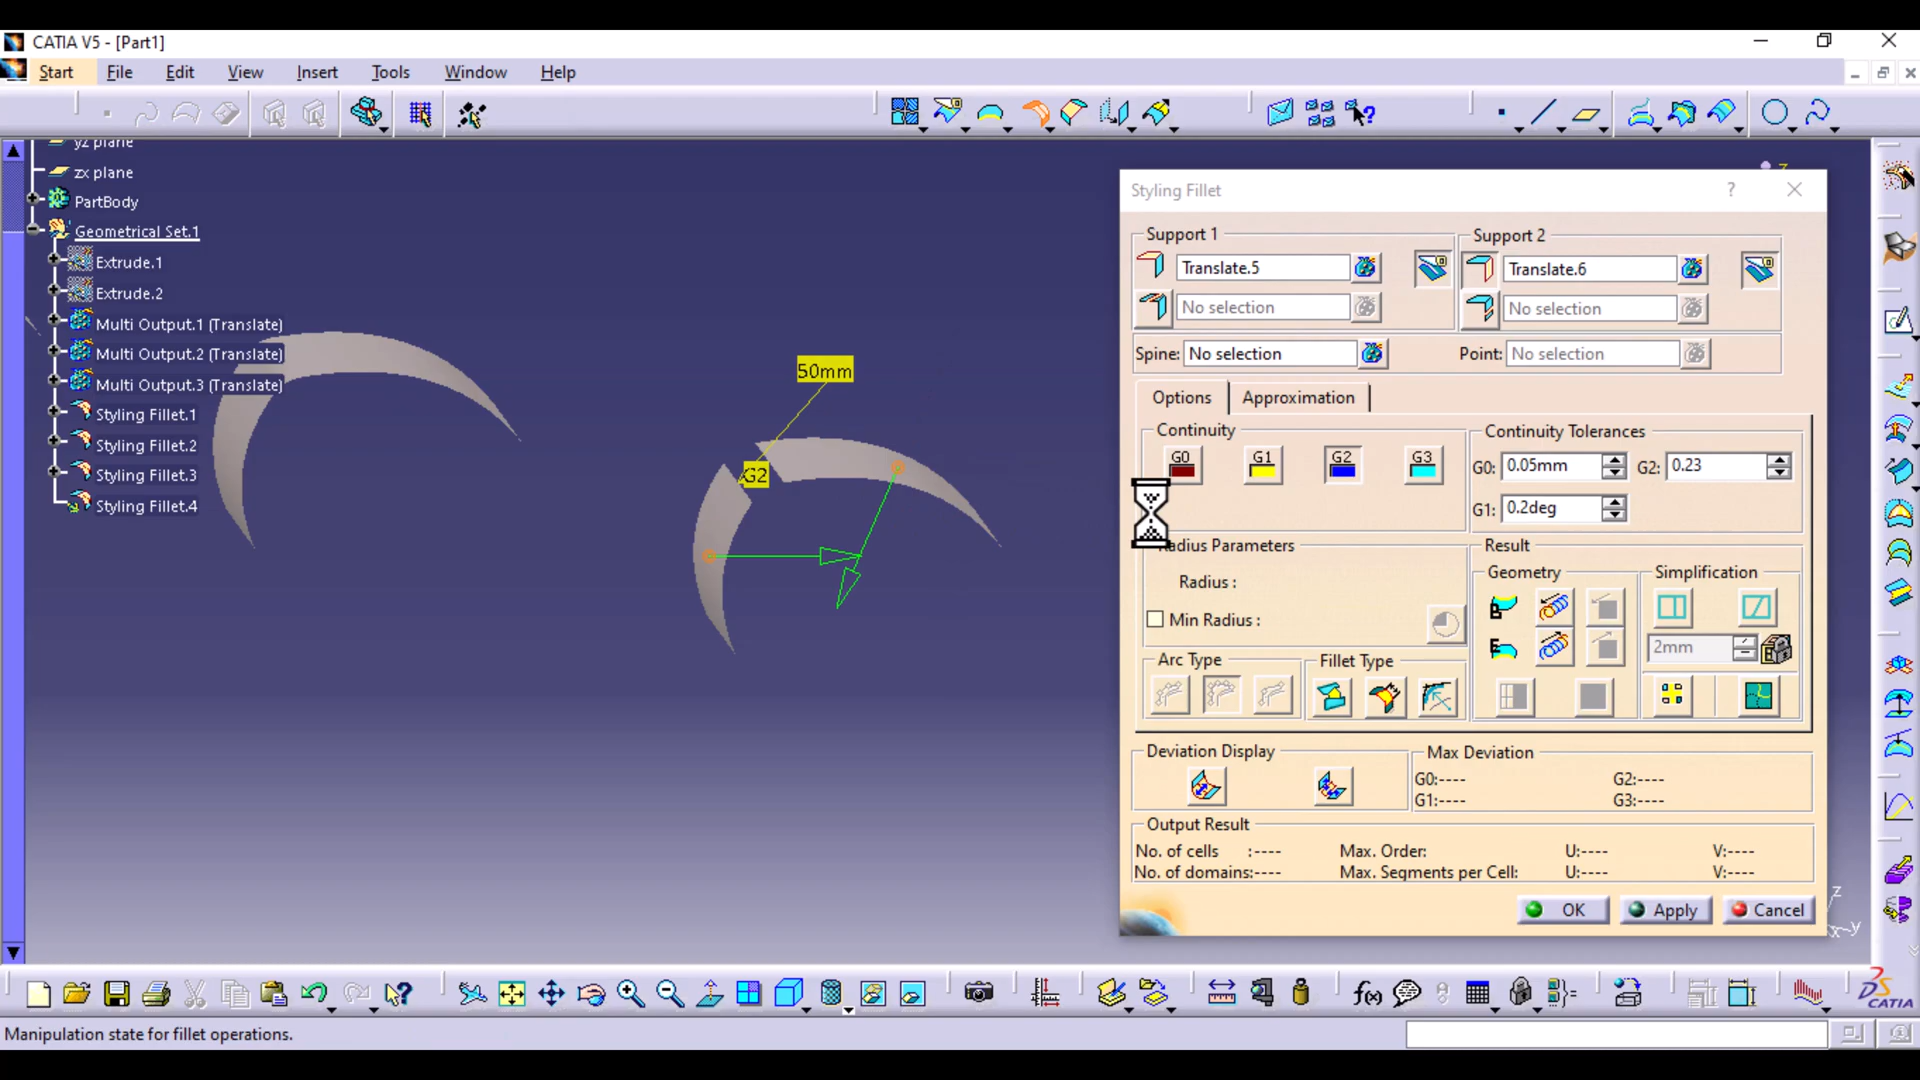 CATIA V5 - [Part1]
Start File Edit View Insert Tools Window Help
yz plane
zx plane
PartBody
Geometrical Set.1
Extrude.1
Extrude.2
Multi Output.1 (Translate)
Multi Output.2 (Translate)
Multi Output.3 (Translate)
Styling Fillet.1
Styling Fillet.2
Styling Fillet.3
Styling Fillet.4
50mm
G2
z
Styling Fillet
?
Support 1
Support 2
Translate.5
Translate.6
No selection
No selection
Spine: No selection
Point: No selection
Options
Approximation
Continuity
G0
G1
G2
G3
Continuity Tolerances
G0: 0.05mm
G2: 0.23
G1: 0.2deg
Radius Parameters
Radius :
Min Radius :
Result
Geometry
Simplification
2mm
Arc Type
Fillet Type
Deviation Display
Max Deviation
G0:----
G2:----
G1:----
G3:----
Output Result
No. of cells :----
Max. Order:
U:----
V:----
No. of domains:----
Max. Segments per Cell:
U:----
V:----
OK
Apply
Cancel
z
x
y
f(x)
DS
CATIA
Manipulation state for fillet operations.